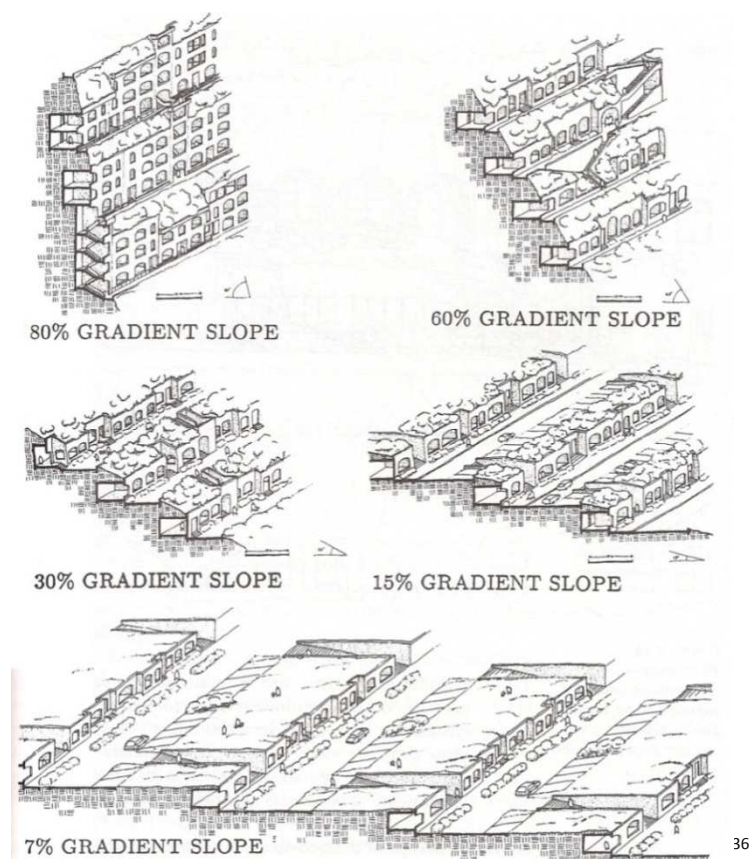 80% GRADIENT SLOPE
60% GRADIENT SLOPE
30% GRADIENT SLOPE
15% GRADIENT SLOPE
7% GRADIENT SLOPE
36